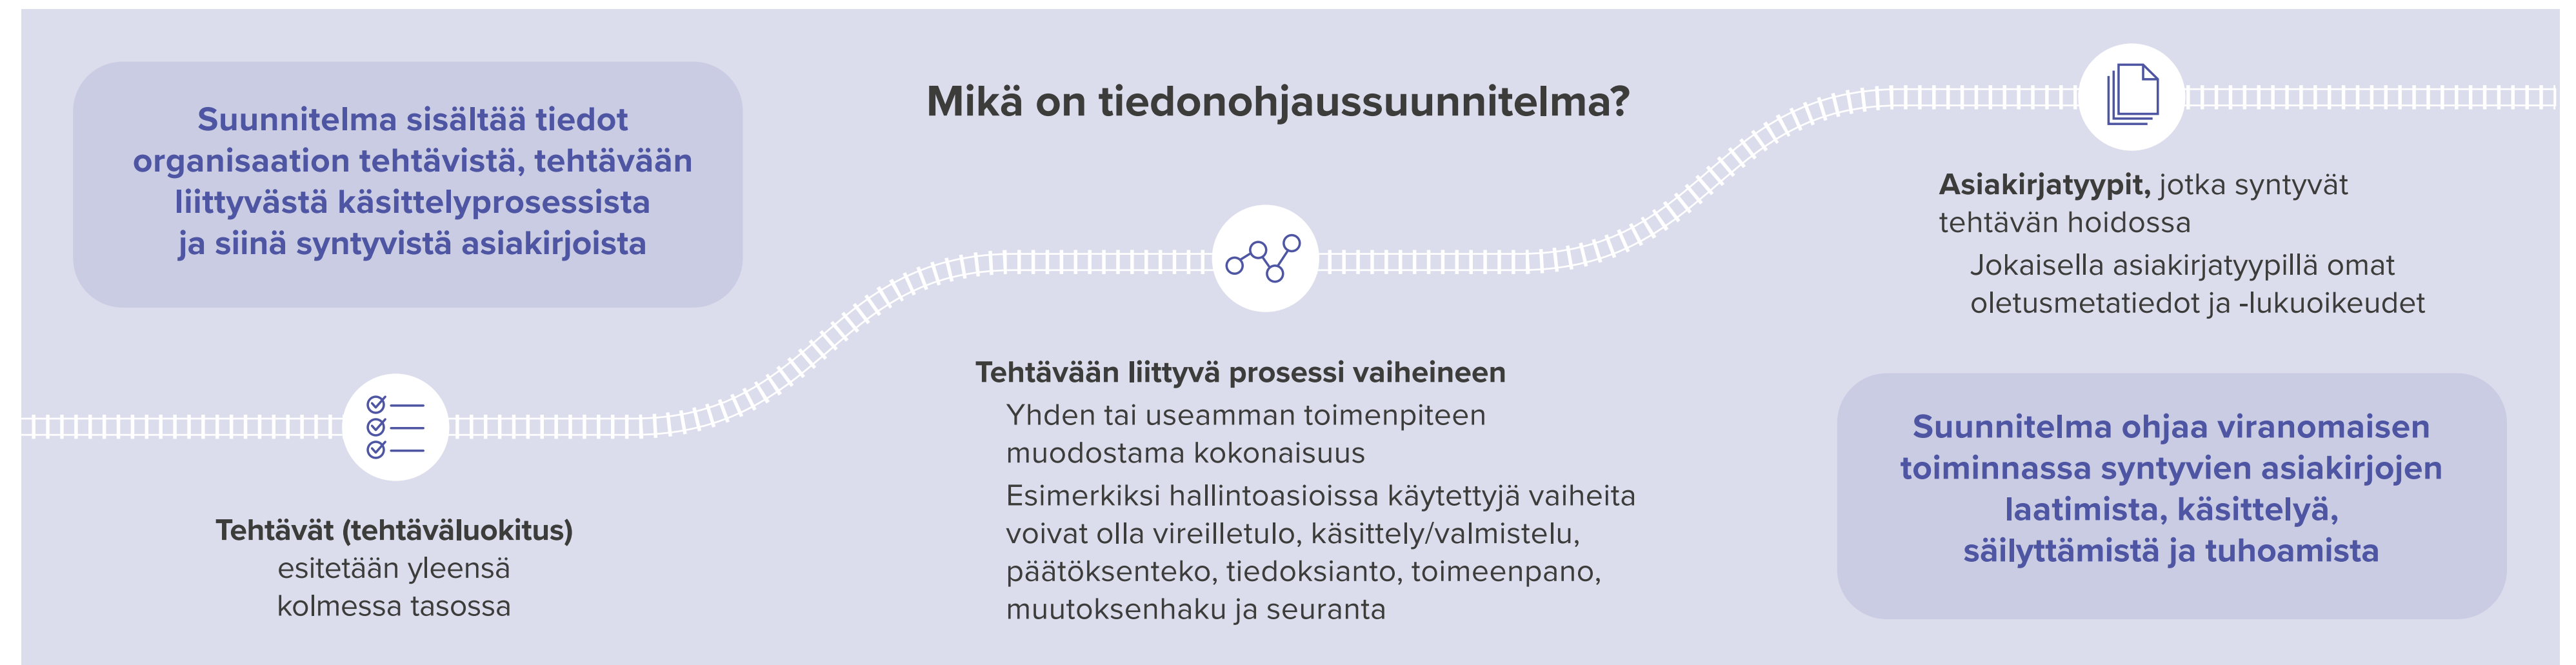 Mikä on tiedonohjaussuunnitelma?
Suunnitelma sisältää tiedot
organisaation tehtävistä, tehtävään
liittyvästä käsittelyprosessista
ja siinä syntyvistä asiakirjoista
Tehtävät (tehtäväluokitus)
esitetään yleensä
kolmessa tasossa
Tehtävään liittyvä prosessi vaiheineen
Yhden tai useamman toimenpiteen
muodostama kokonaisuus
Esimerkiksi hallintoasioissa käytettyjä vaiheita
voivat olla vireilletulo, käsittely/valmistelu,
päätöksenteko, tiedoksianto, toimeenpano,
muutoksenhaku ja seuranta
Asiakirjatyypit, jotka syntyvät
tehtävän hoidossa
Jokaisella asiakirjatyypillä omat
oletusmetatiedot ja -lukuoikeudet
Suunnitelma ohjaa viranomaisen
toiminnassa syntyvien asiakirjojen
laatimista, käsittelyä,
säilyttämistä ja tuhoamista